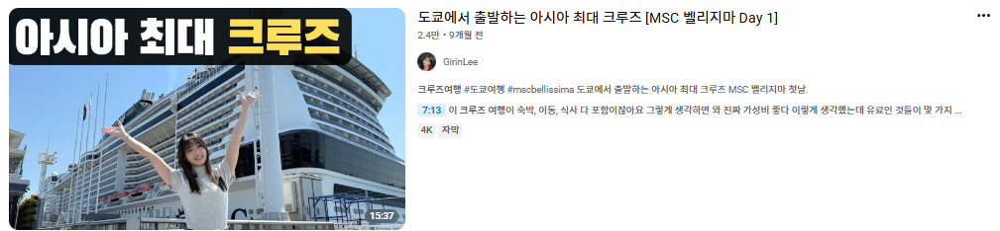 아시아 최대 크루즈
15:37
도쿄에서 출발하는 아시아 최대 크루즈 [MSC 벨리지마 Day 1]
2.4만 • 9개월 전
GirinLee
크루즈여행 #도쿄여행 #mscbellissima 도쿄에서 출발하는 아시아 최대 크루즈 MSC 벨리지마 첫날.
7:13 이 크루즈 여행이 숙박, 이동, 식사 다 포함이잖아요 그렇게 생각하면 와 진짜 가성비 좋다 이렇게 생각했는데 유료인 것들이 몇 가지 ...
4K 자막